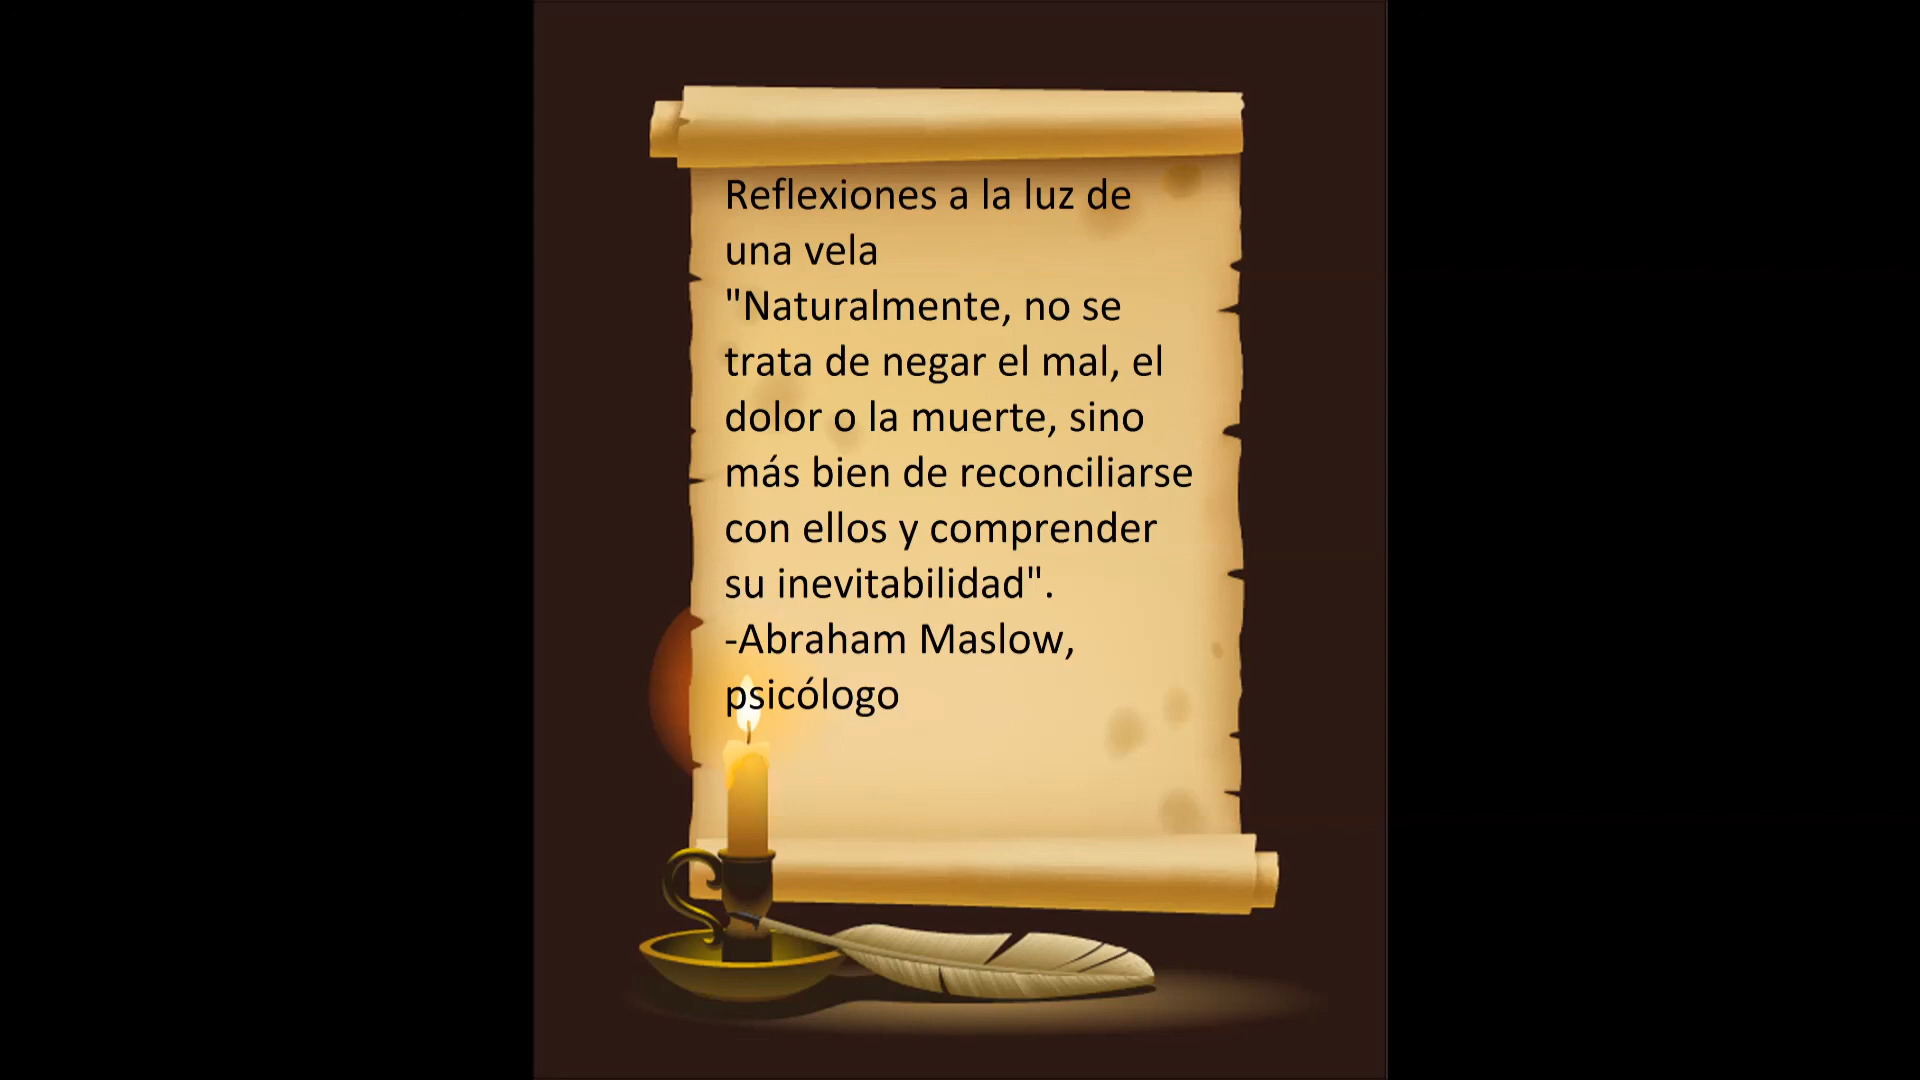 Reflexiones a la luz de
una vela
"Naturalmente, no se
trata de negar el mal, el
dolor o la muerte, sino
más bien de reconciliarse
con ellos y comprender
su inevitabilidad".
-Abraham Maslow,
psicólogo